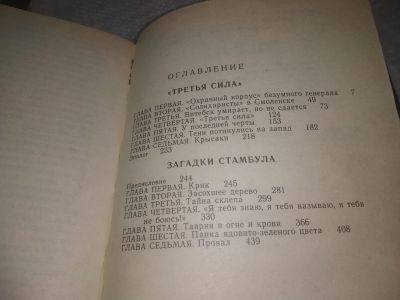 ОГЛАВЛЕНИЕ
«ТРЕТЬЯ СИЛА»
ГЛАВА ПЕРВАЯ. «Охранный корпус» безумного генерала 7
ГЛАВА ВТОРАЯ. «Солидаристы» в Смоленске 49
ГЛАВА ТРЕТЬЯ. Витебск умирает, но не сдается 73
ГЛАВА ЧЕТВЕРТАЯ. «Третья сила» 124
ГЛАВА ПЯТАЯ. У последней черты 153
ГЛАВА ШЕСТАЯ. Тени потянулись на запад 182
ГЛАВА СЕДЬМАЯ. Крысаки 218
Эпилог 233
ЗАГАДКИ СТАМБУЛА
Предисловие 244
ГЛАВА ПЕРВАЯ. Крик 245
ГЛАВА ВТОРАЯ. Засохшее дерево 281
ГЛАВА ТРЕТЬЯ. Тайна склепа 299
ГЛАВА ЧЕТВЕРТАЯ. «Я тебя знаю, я тебя называю, я тебя
не боюсь!» 330
ГЛАВА ПЯТАЯ. Таврия в огне и крови 366
ГЛАВА ШЕСТАЯ. Папка ядовито-зеленого цвета 408
ГЛАВА СЕДЬМАЯ. Провал 439